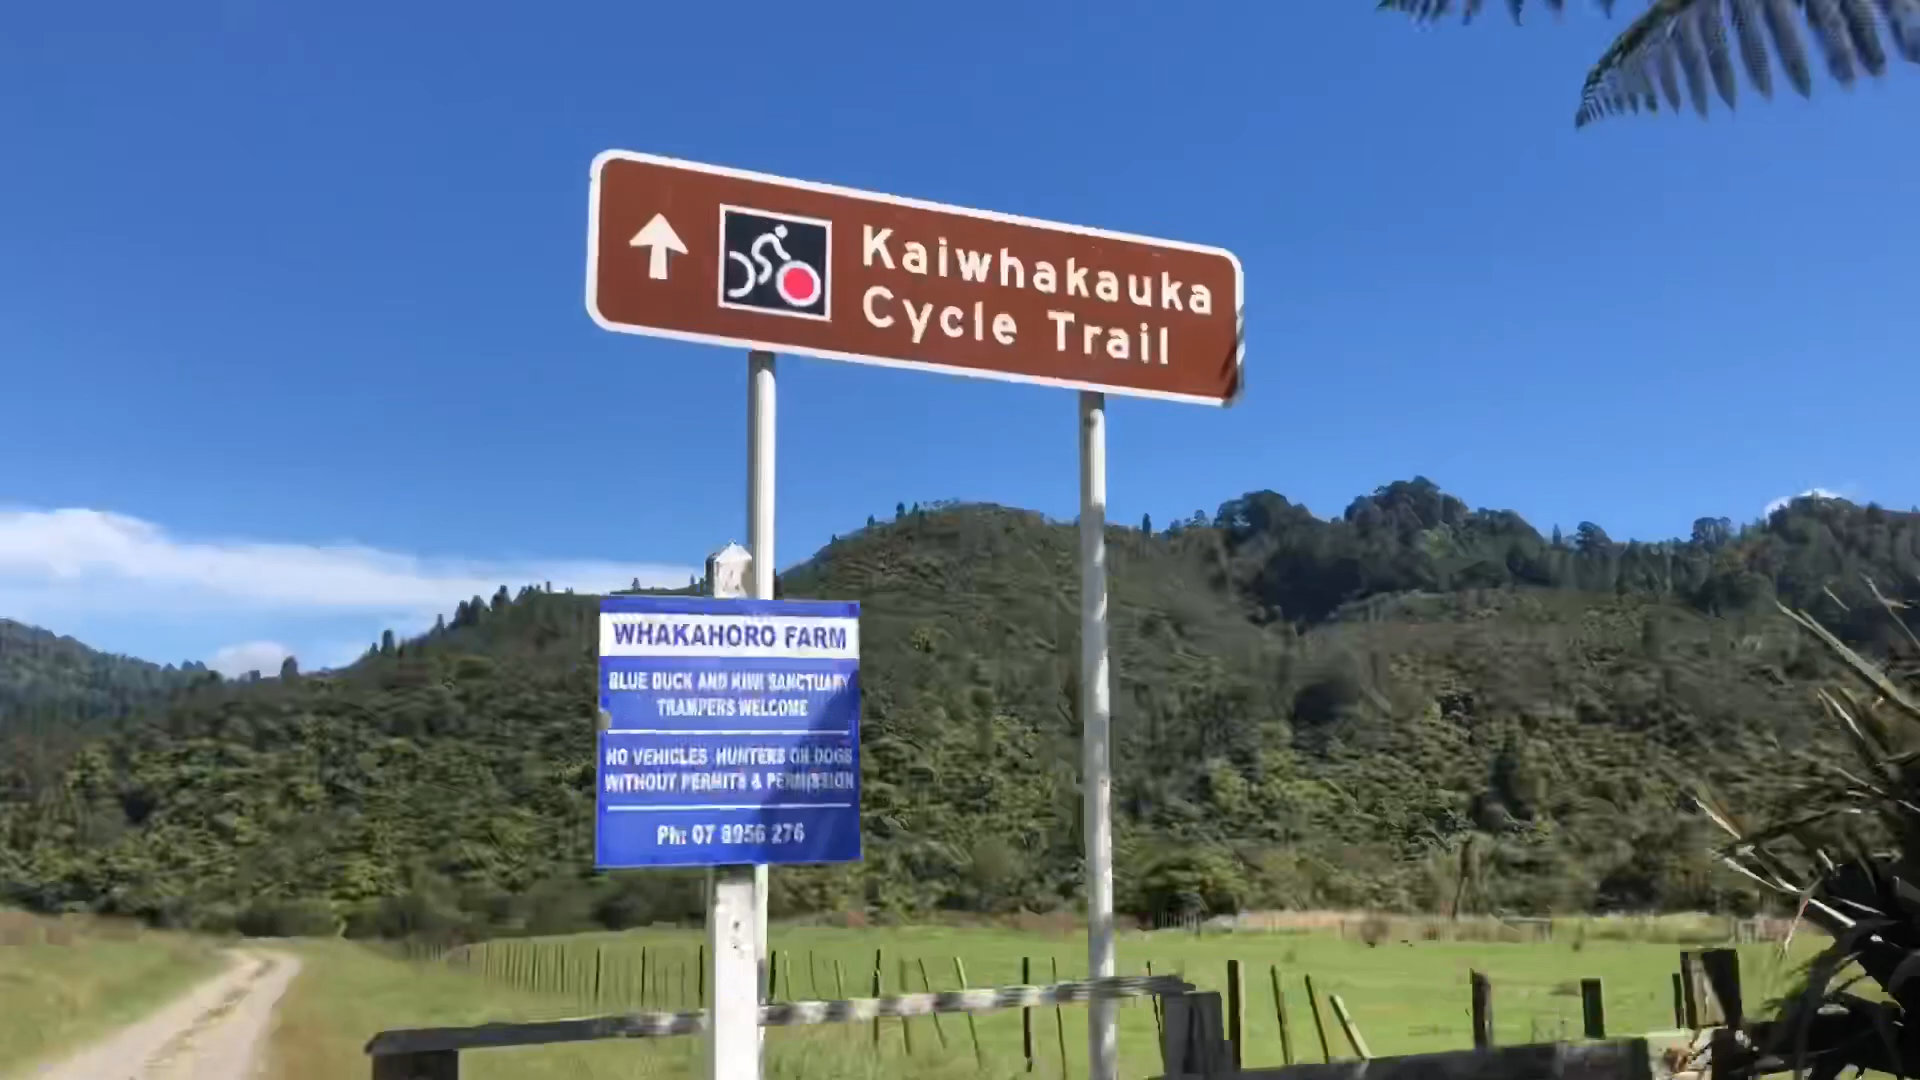 Kaiwhakauka
Cycle Trail
WHAKAHORO FARM
BLUE DUCK AND KIWI SANCTUARY
TRAMPERS WELCOME
NO VEHICLES HUNTERS OR DOGS
WITHOUT PERMITS & PERMISSION
Ph: 07 8956 276